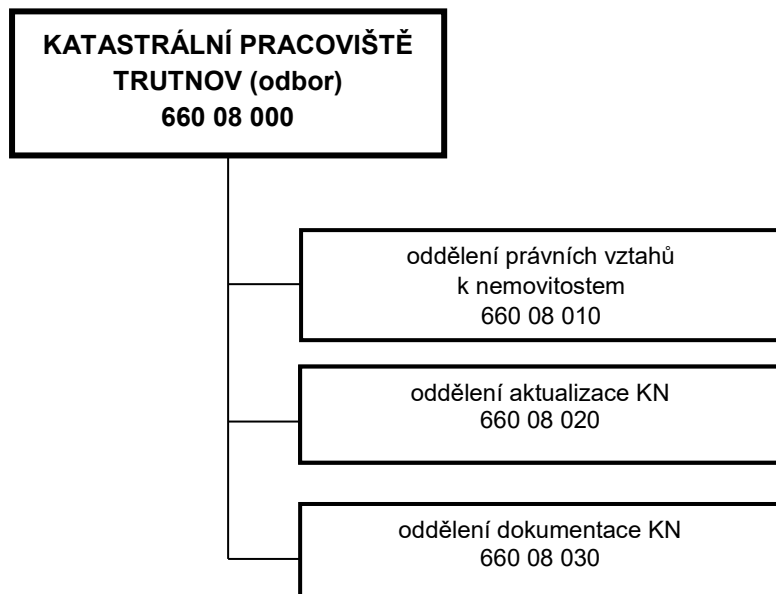 KATASTRÁLNÍ PRACOVIŠTĚ
TRUTNOV (odbor)
660 08 000
oddělení právních vztahů
k nemovitostem
660 08 010
oddělení aktualizace KN
660 08 020
oddělení dokumentace KN
660 08 030